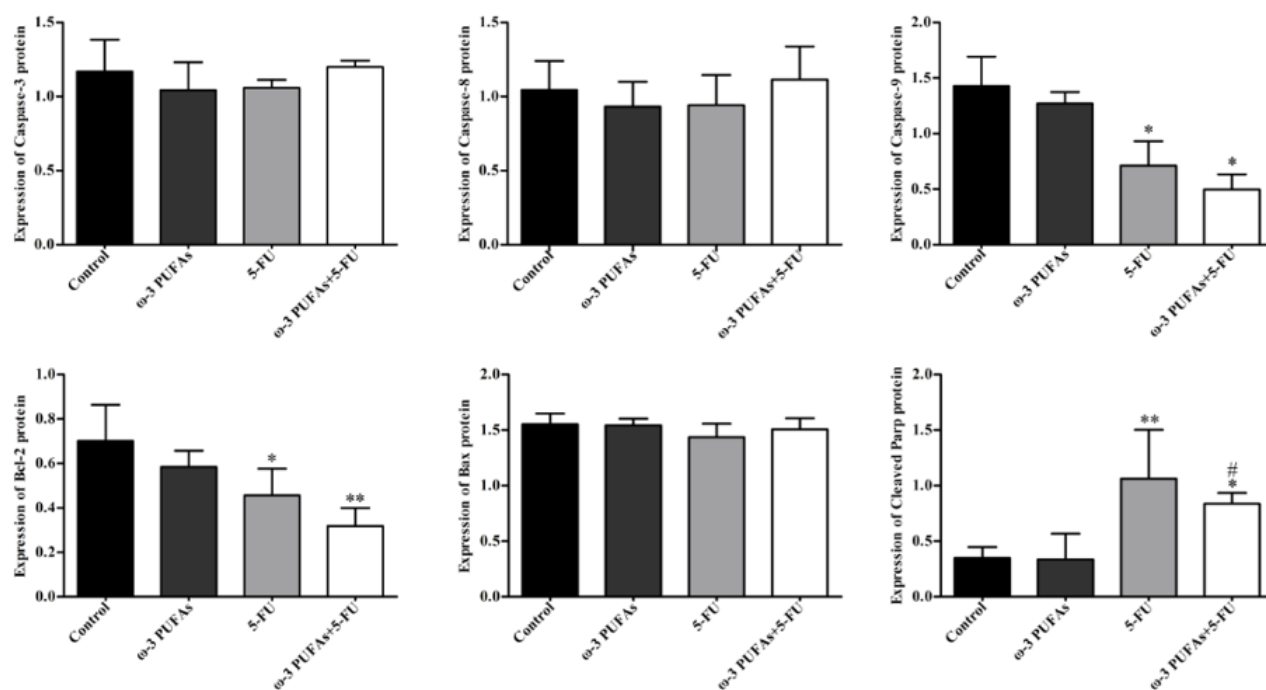 Expression of Caspase-3 protein
1.5
1.0
0.5
0.0
Control
ω-3 PUFAs
5-FU
ω-3 PUFAs+5-FU
Expression of Caspase-8 protein
1.5
1.0
0.5
0.0
Control
ω-3 PUFAs
5-FU
ω-3 PUFAs+5-FU
Expression of Caspase-9 protein
2.0
1.5
1.0
0.5
0.0
*
*
Control
ω-3 PUFAs
5-FU
ω-3 PUFAs+5-FU
Expression of Bcl-2 protein
1.0
0.8
0.6
0.4
0.2
0.0
*
**
Control
ω-3 PUFAs
5-FU
ω-3 PUFAs+5-FU
Expression of Bax protein
2.0
1.5
1.0
0.5
0.0
Control
ω-3 PUFAs
5-FU
ω-3 PUFAs+5-FU
Expression of Cleaved Parp protein
2.0
1.5
1.0
0.5
0.0
**
#
*
Control
ω-3 PUFAs
5-FU
ω-3 PUFAs+5-FU